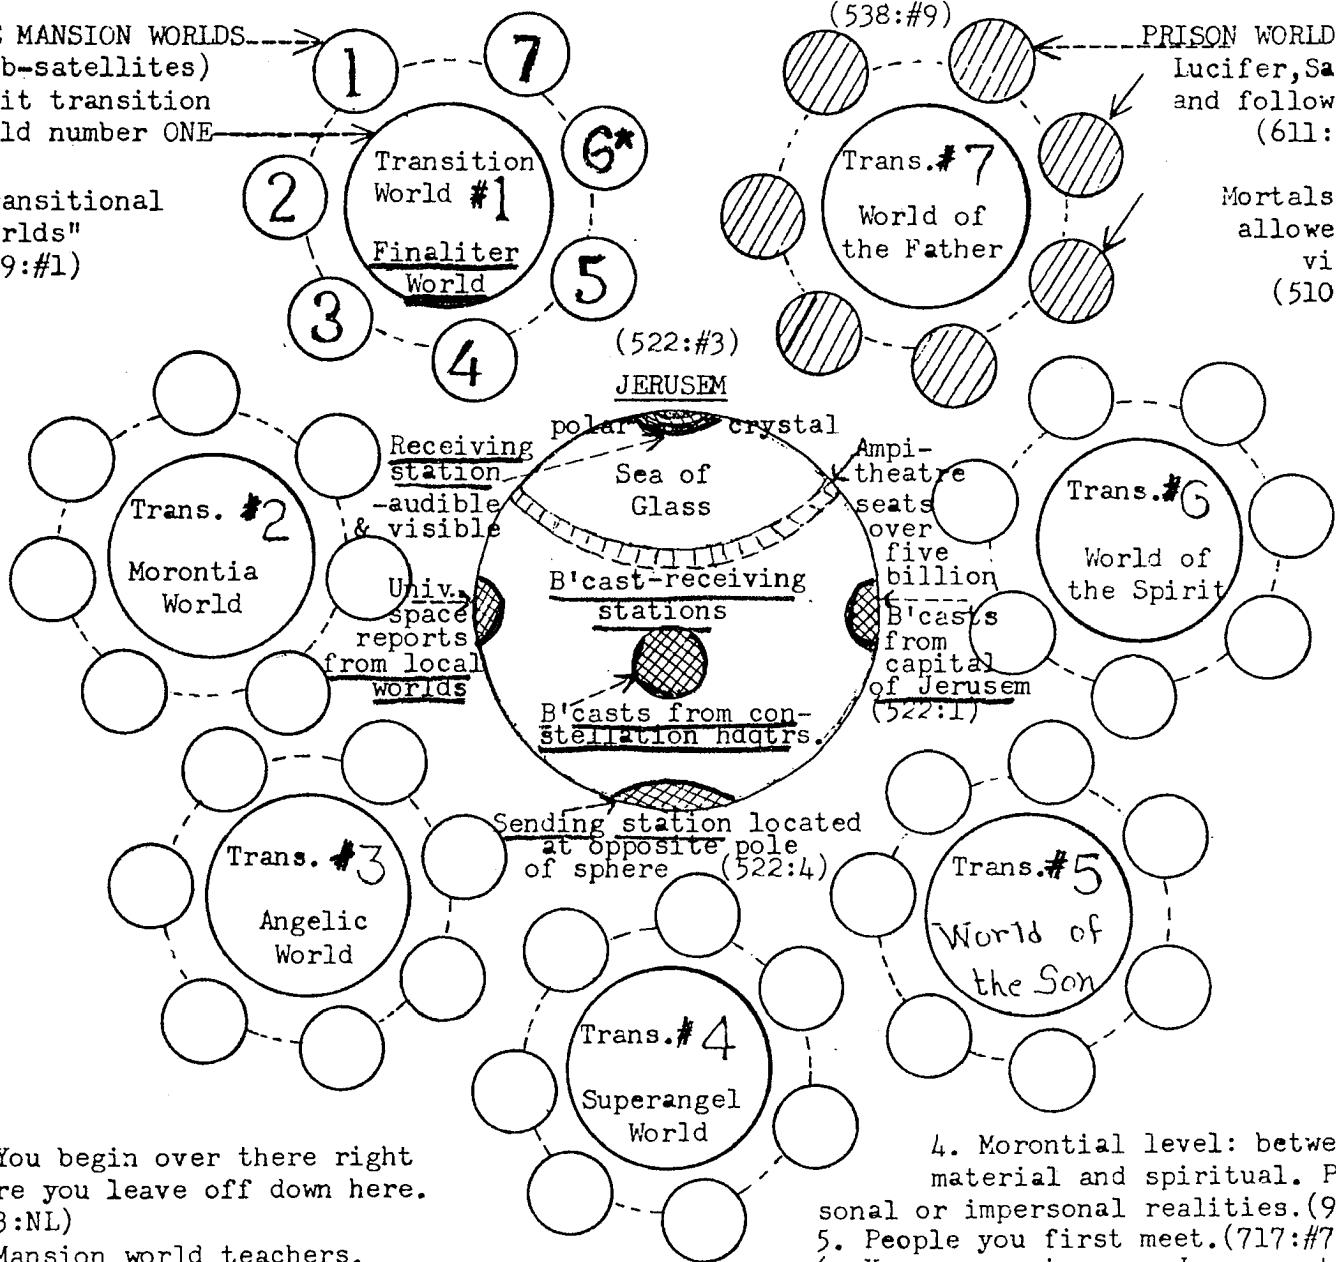 MANSION WORLDS
b-satellites)
it transition
ld number ONE
ansitional
rlds"
9:#1)
1
7
6*
2
5
3
4
Transition
World #1
Finaliter
World
(538:#9)
PRISON WORLD
Lucifer,Sa
and follow
(611:
Mortals
allowe
vi
(510
Trans.#7
World of
the Father
(522:#3)
JERUSEM
polar crystal
Receiving
station
-audible
& visible
Sea of
Glass
Ampi-
theatre
seats
over
five
billion
Univ.
space
reports
from local
worlds
B'cast-receiving
stations
B'casts
from
capital
of Jerusem
(522:1)
B'casts from con-
stellation hdqtrs.
Sending station located
at opposite pole
of sphere (522:4)
Trans. #2
Morontia
World
Trans.#6
World of
the Spirit
Trans. #3
Angelic
World
Trans.#5
World of
the Son
Trans.#4
Superangel
World
You begin over there right
re you leave off down here.
3:NL)
Mansion world teachers.
4. Morontial level: betwe
material and spiritual. P
sonal or impersonal realities.(9
5. People you first meet.(717:#7